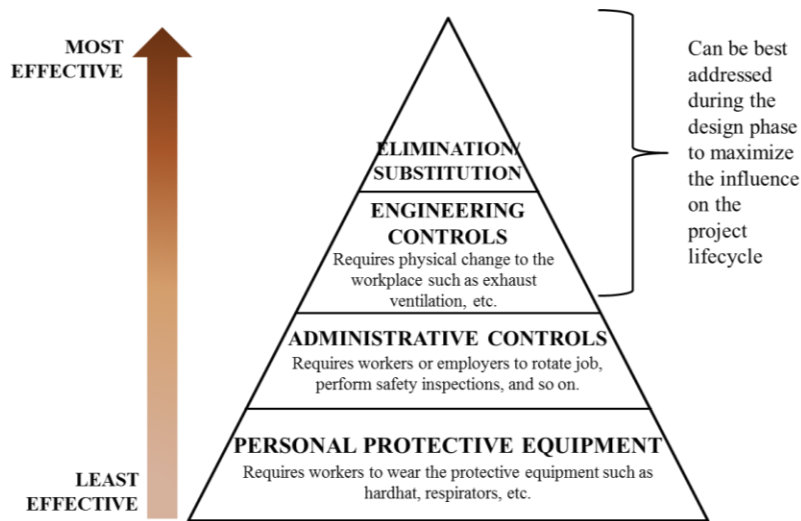 MOST
EFFECTIVE
ELIMINATION/
SUBSTITUTION
ENGINEERING
CONTROLS
Requires physical change to the
workplace such as exhaust
ventilation, etc.
ADMINISTRATIVE CONTROLS
Requires workers or employers to rotate job,
perform safety inspections, and so on.
PERSONAL PROTECTIVE EQUIPMENT
Requires workers to wear the protective equipment such as
hardhat, respirators, etc.
LEAST
EFFECTIVE
Can be best
addressed
during the
design phase
to maximize
the influence
on the
project
lifecycle